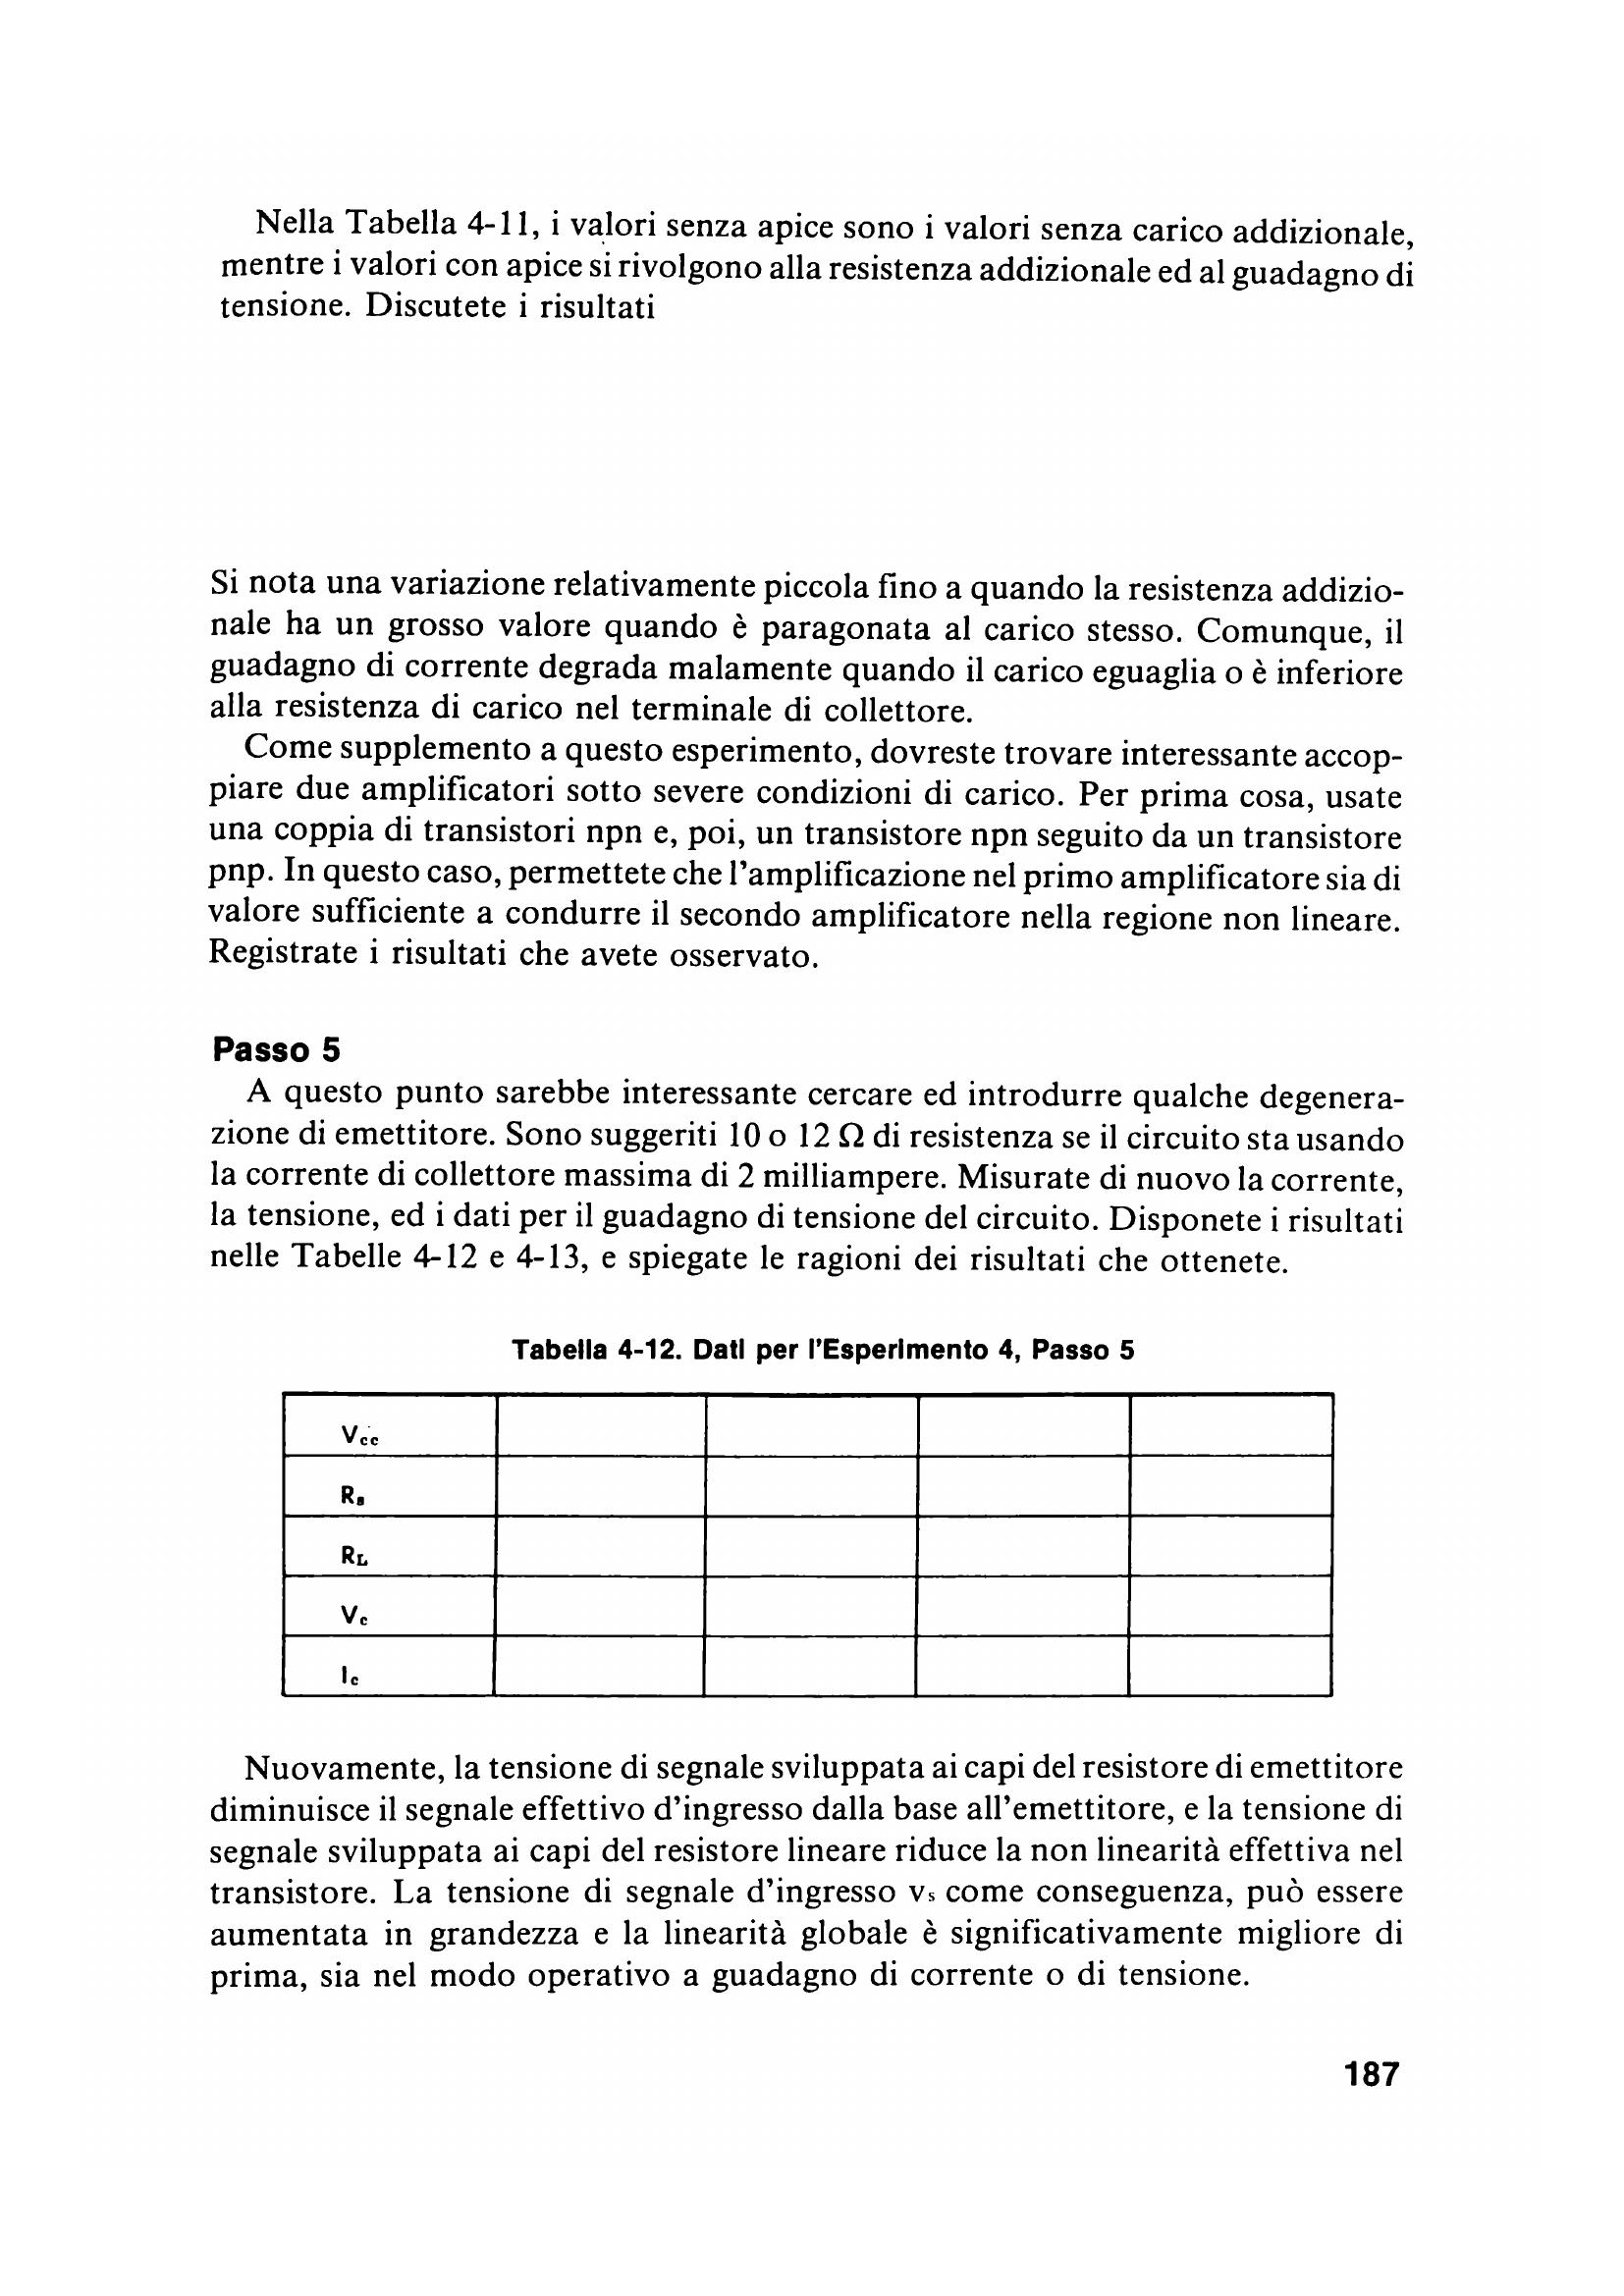 Nella Tabella 4-11, i valori senza apice sono i valori senza carico addizionale,
mentre i valori con apice si rivolgono alla resistenza addizionale ed al guadagno di
tensione. Discutete i risultati
Si nota una variazione relativamente piccola fino a quando la resistenza addizio-
nale ha un grosso valore quando è paragonata al carico stesso. Comunque, il
guadagno di corrente degrada malamente quando il carico eguaglia o è inferiore
alla resistenza di carico nel terminale di collettore.
Come supplemento a questo esperimento, dovreste trovare interessante accop-
piare due amplificatori sotto severe condizioni di carico. Per prima cosa, usate
una coppia di transistori npn e, poi, un transistore npn seguito da un transistore
pnp. In questo caso, permettete che l'amplificazione nel primo amplificatore sia di
valore sufficiente a condurre il secondo amplificatore nella regione non lineare.
Registrate i risultati che avete osservato.
Passo 5
A questo punto sarebbe interessante cercare ed introdurre qualche degenera-
zione di emettitore. Sono suggeriti 10 o 12 Ω di resistenza se il circuito sta usando
la corrente di collettore massima di 2 milliampere. Misurate di nuovo la corrente,
la tensione, ed i dati per il guadagno di tensione del circuito. Disponete i risultati
nelle Tabelle 4-12 e 4-13, e spiegate le ragioni dei risultati che ottenete.
Tabella 4-12. Dati per l'Esperimento 4, Passo 5
Vcc
Rs
RL
Vc
Ic
Nuovamente, la tensione di segnale sviluppata ai capi del resistore di emettitore
diminuisce il segnale effettivo d'ingresso dalla base all'emettitore, e la tensione di
segnale sviluppata ai capi del resistore lineare riduce la non linearità effettiva nel
transistore. La tensione di segnale d'ingresso vs come conseguenza, può essere
aumentata in grandezza e la linearità globale è significativamente migliore di
prima, sia nel modo operativo a guadagno di corrente o di tensione.
187